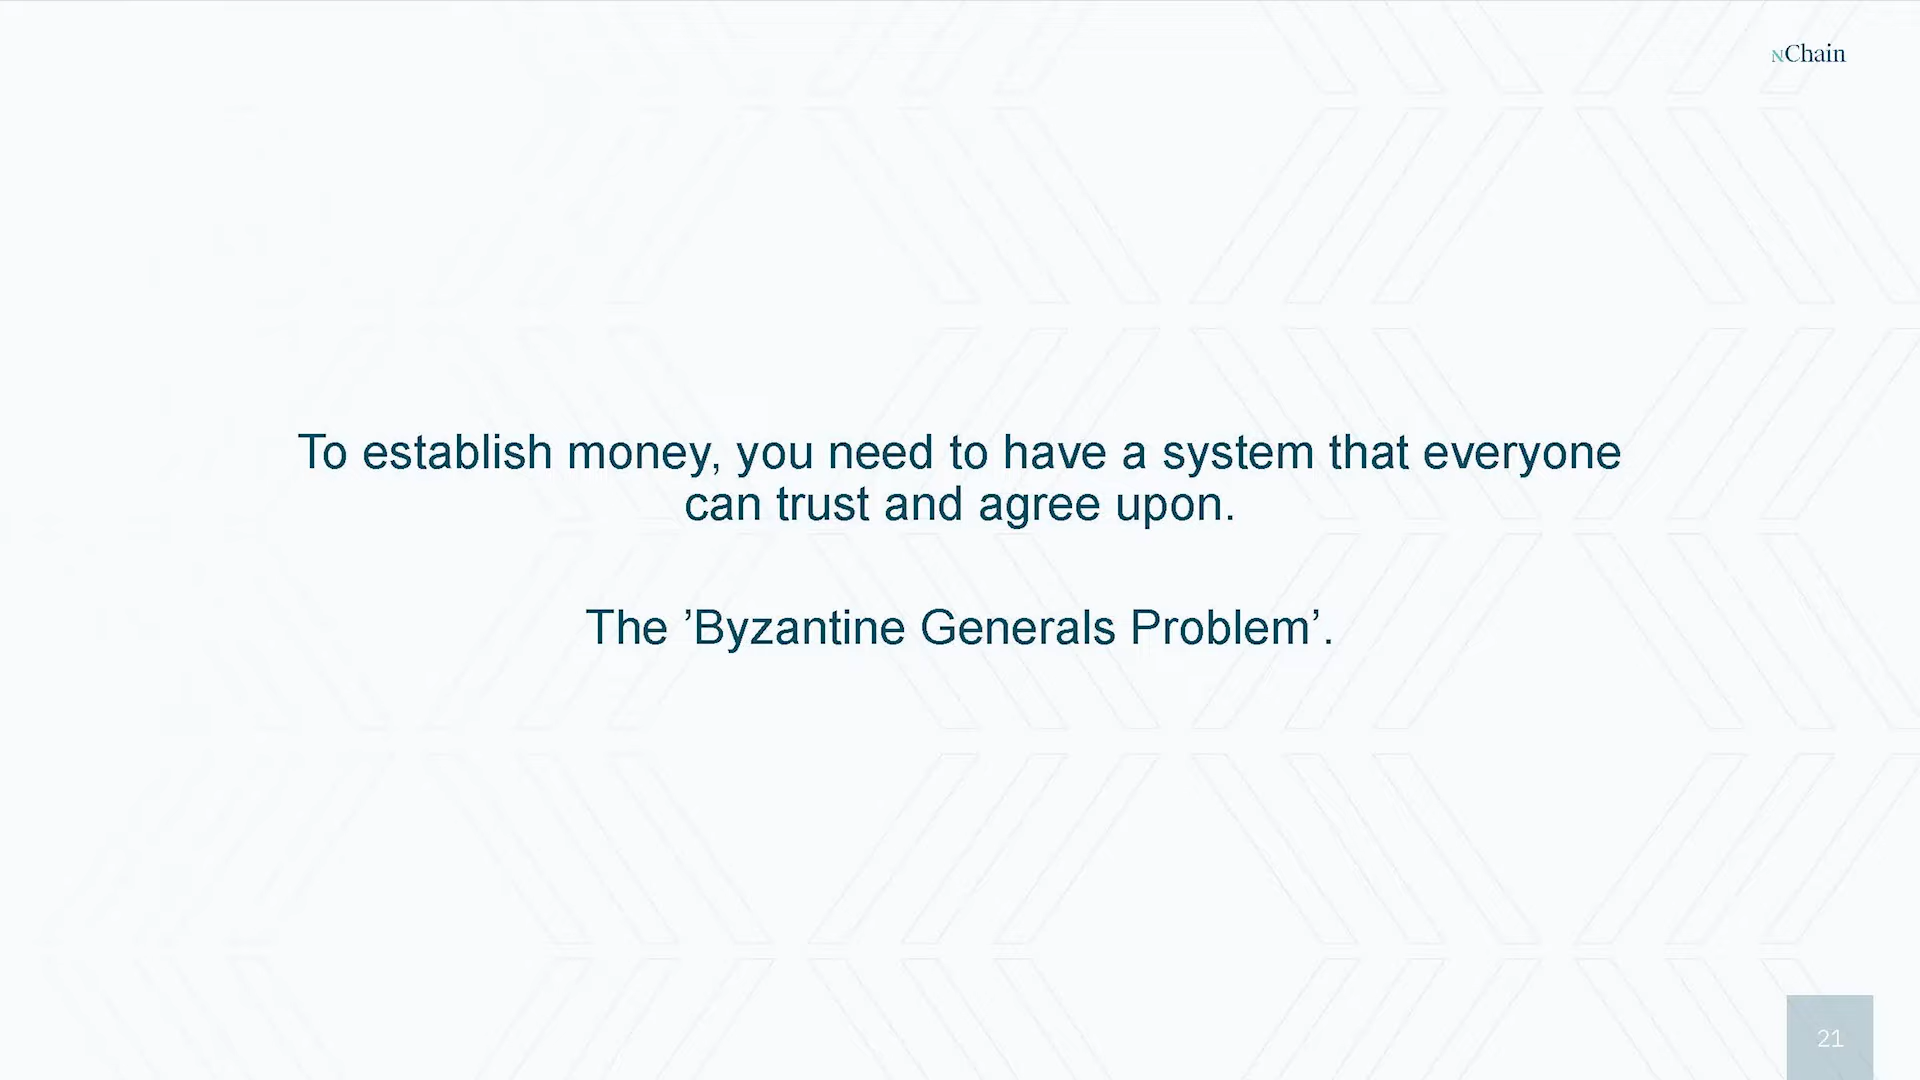 nChain
To establish money, you need to have a system that everyone
can trust and agree upon.
The ’Byzantine Generals Problem’.
21